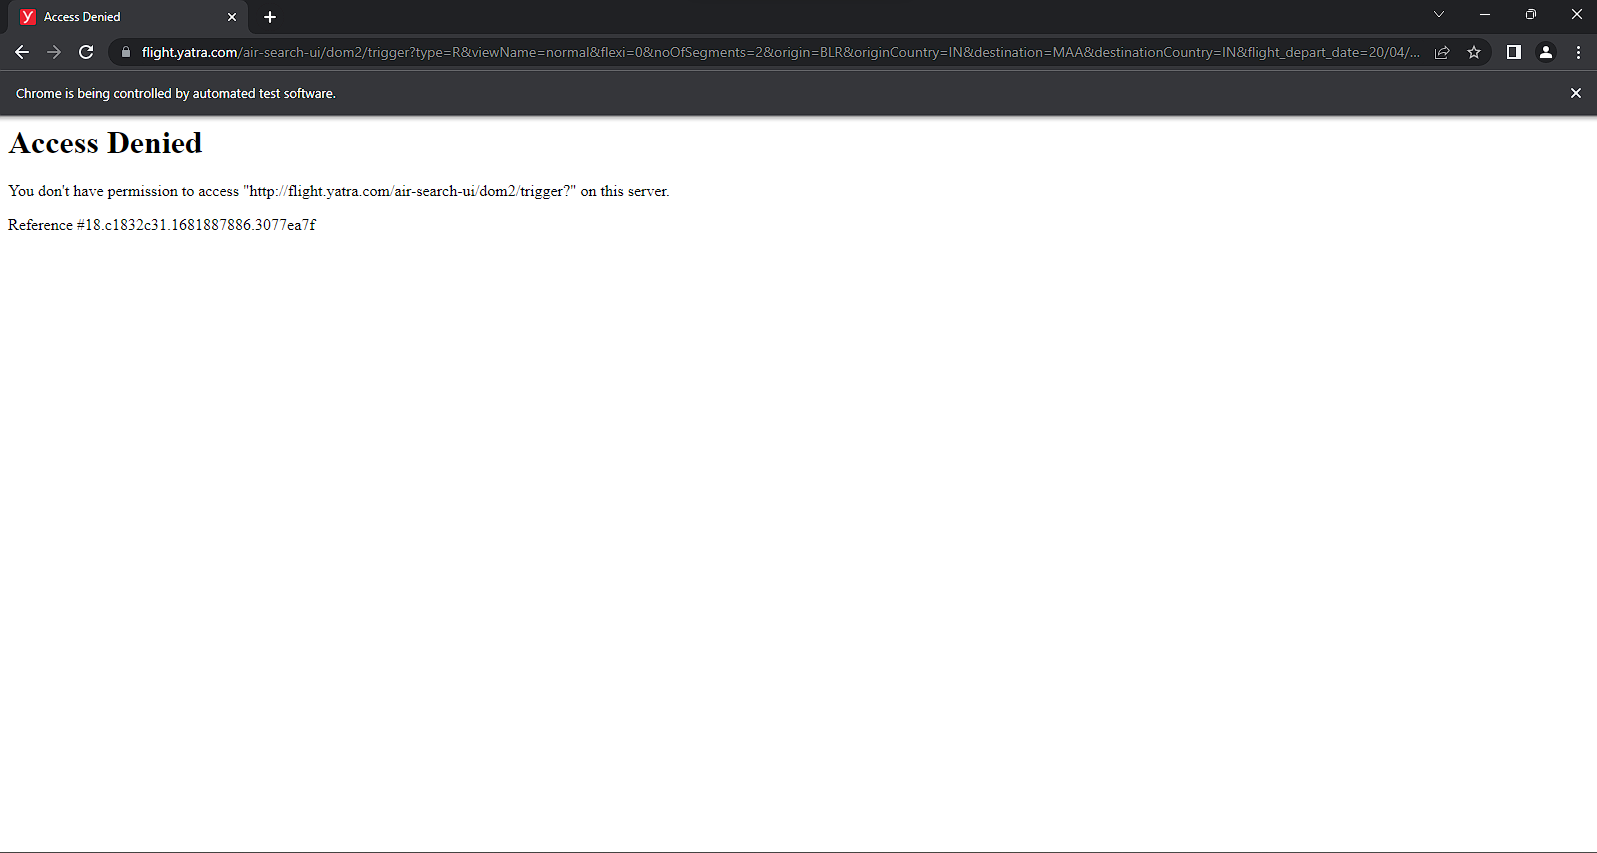 Access Denied
flight.yatra.com/air-search-ui/dom2/trigger?type=R&viewName=normal&flexi=0&noOfSegments=2&origin=BLR&originCountry=IN&destination=MAA&destinationCountry=IN&flight_depart_date=20/04/...
Chrome is being controlled by automated test software.
Access Denied
You don't have permission to access "http://flight.yatra.com/air-search-ui/dom2/trigger?" on this server.
Reference #18.c1832c31.1681887886.3077ea7f